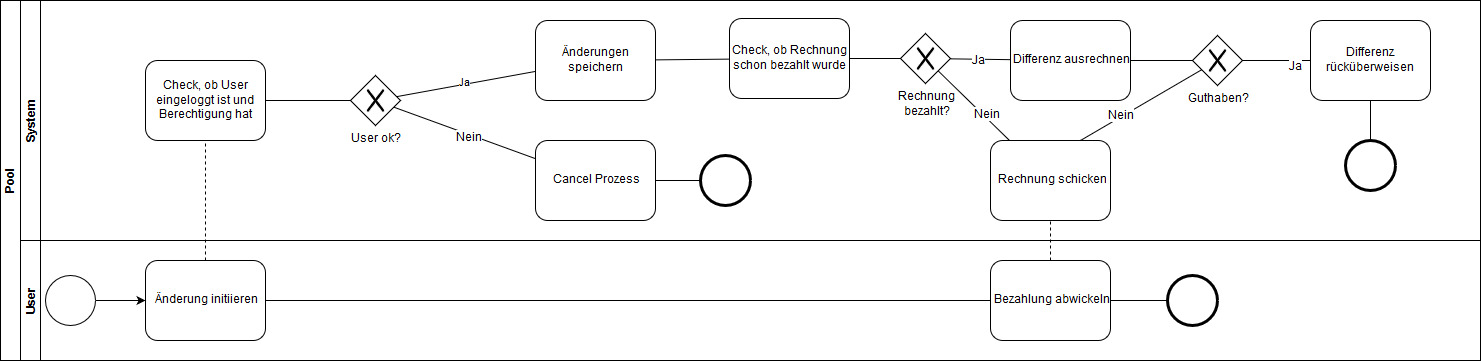 Pool
System
Check, ob User
eingeloggt ist und
Berechtigung hat
User ok?
Ja
Nein
Änderungen
speichern
Cancel Prozess
Check, ob Rechnung
schon bezahlt wurde
Rechnung
bezahlt?
Ja
Nein
Differenz ausrechnen
Rechnung schicken
Guthaben?
Nein
Ja
Differenz
rücküberweisen
User
Änderung initiieren
Bezahlung abwickeln